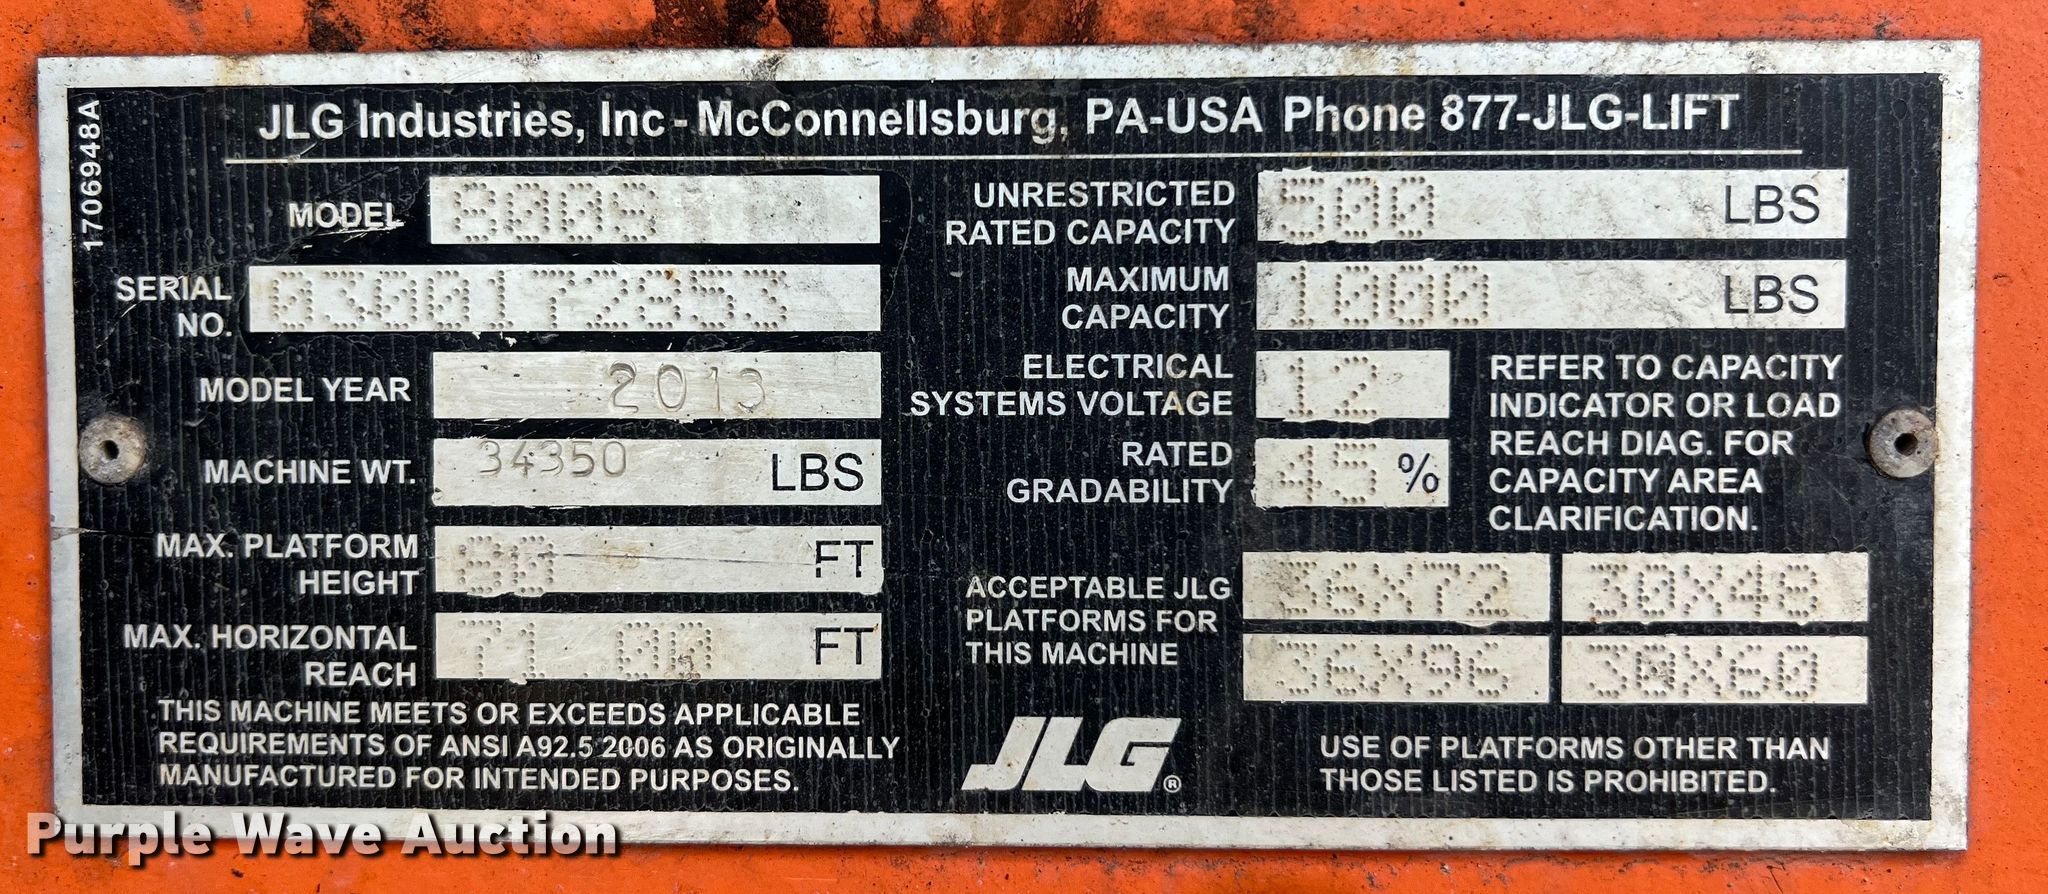 1706948A
JLG Industries, Inc - McConnellsburg, PA-USA Phone 877-JLG-LIFT
MODEL 800S
SERIAL NO. 0300172953
MODEL YEAR 2013
MACHINE WT. 34350 LBS
MAX. PLATFORM HEIGHT 80 FT
MAX. HORIZONTAL REACH 71.00 FT
THIS MACHINE MEETS OR EXCEEDS APPLICABLE
REQUIREMENTS OF ANSI A92.5 2006 AS ORIGINALLY
MANUFACTURED FOR INTENDED PURPOSES.
UNRESTRICTED RATED CAPACITY 500 LBS
MAXIMUM CAPACITY 1000 LBS
ELECTRICAL SYSTEMS VOLTAGE 12
RATED GRADABILITY 45 %
REFER TO CAPACITY
INDICATOR OR LOAD
REACH DIAG. FOR
CAPACITY AREA
CLARIFICATION.
ACCEPTABLE JLG
PLATFORMS FOR
THIS MACHINE
36X72 30X48
36X96 30X60
JLG®
USE OF PLATFORMS OTHER THAN
THOSE LISTED IS PROHIBITED.
Purple Wave Auction